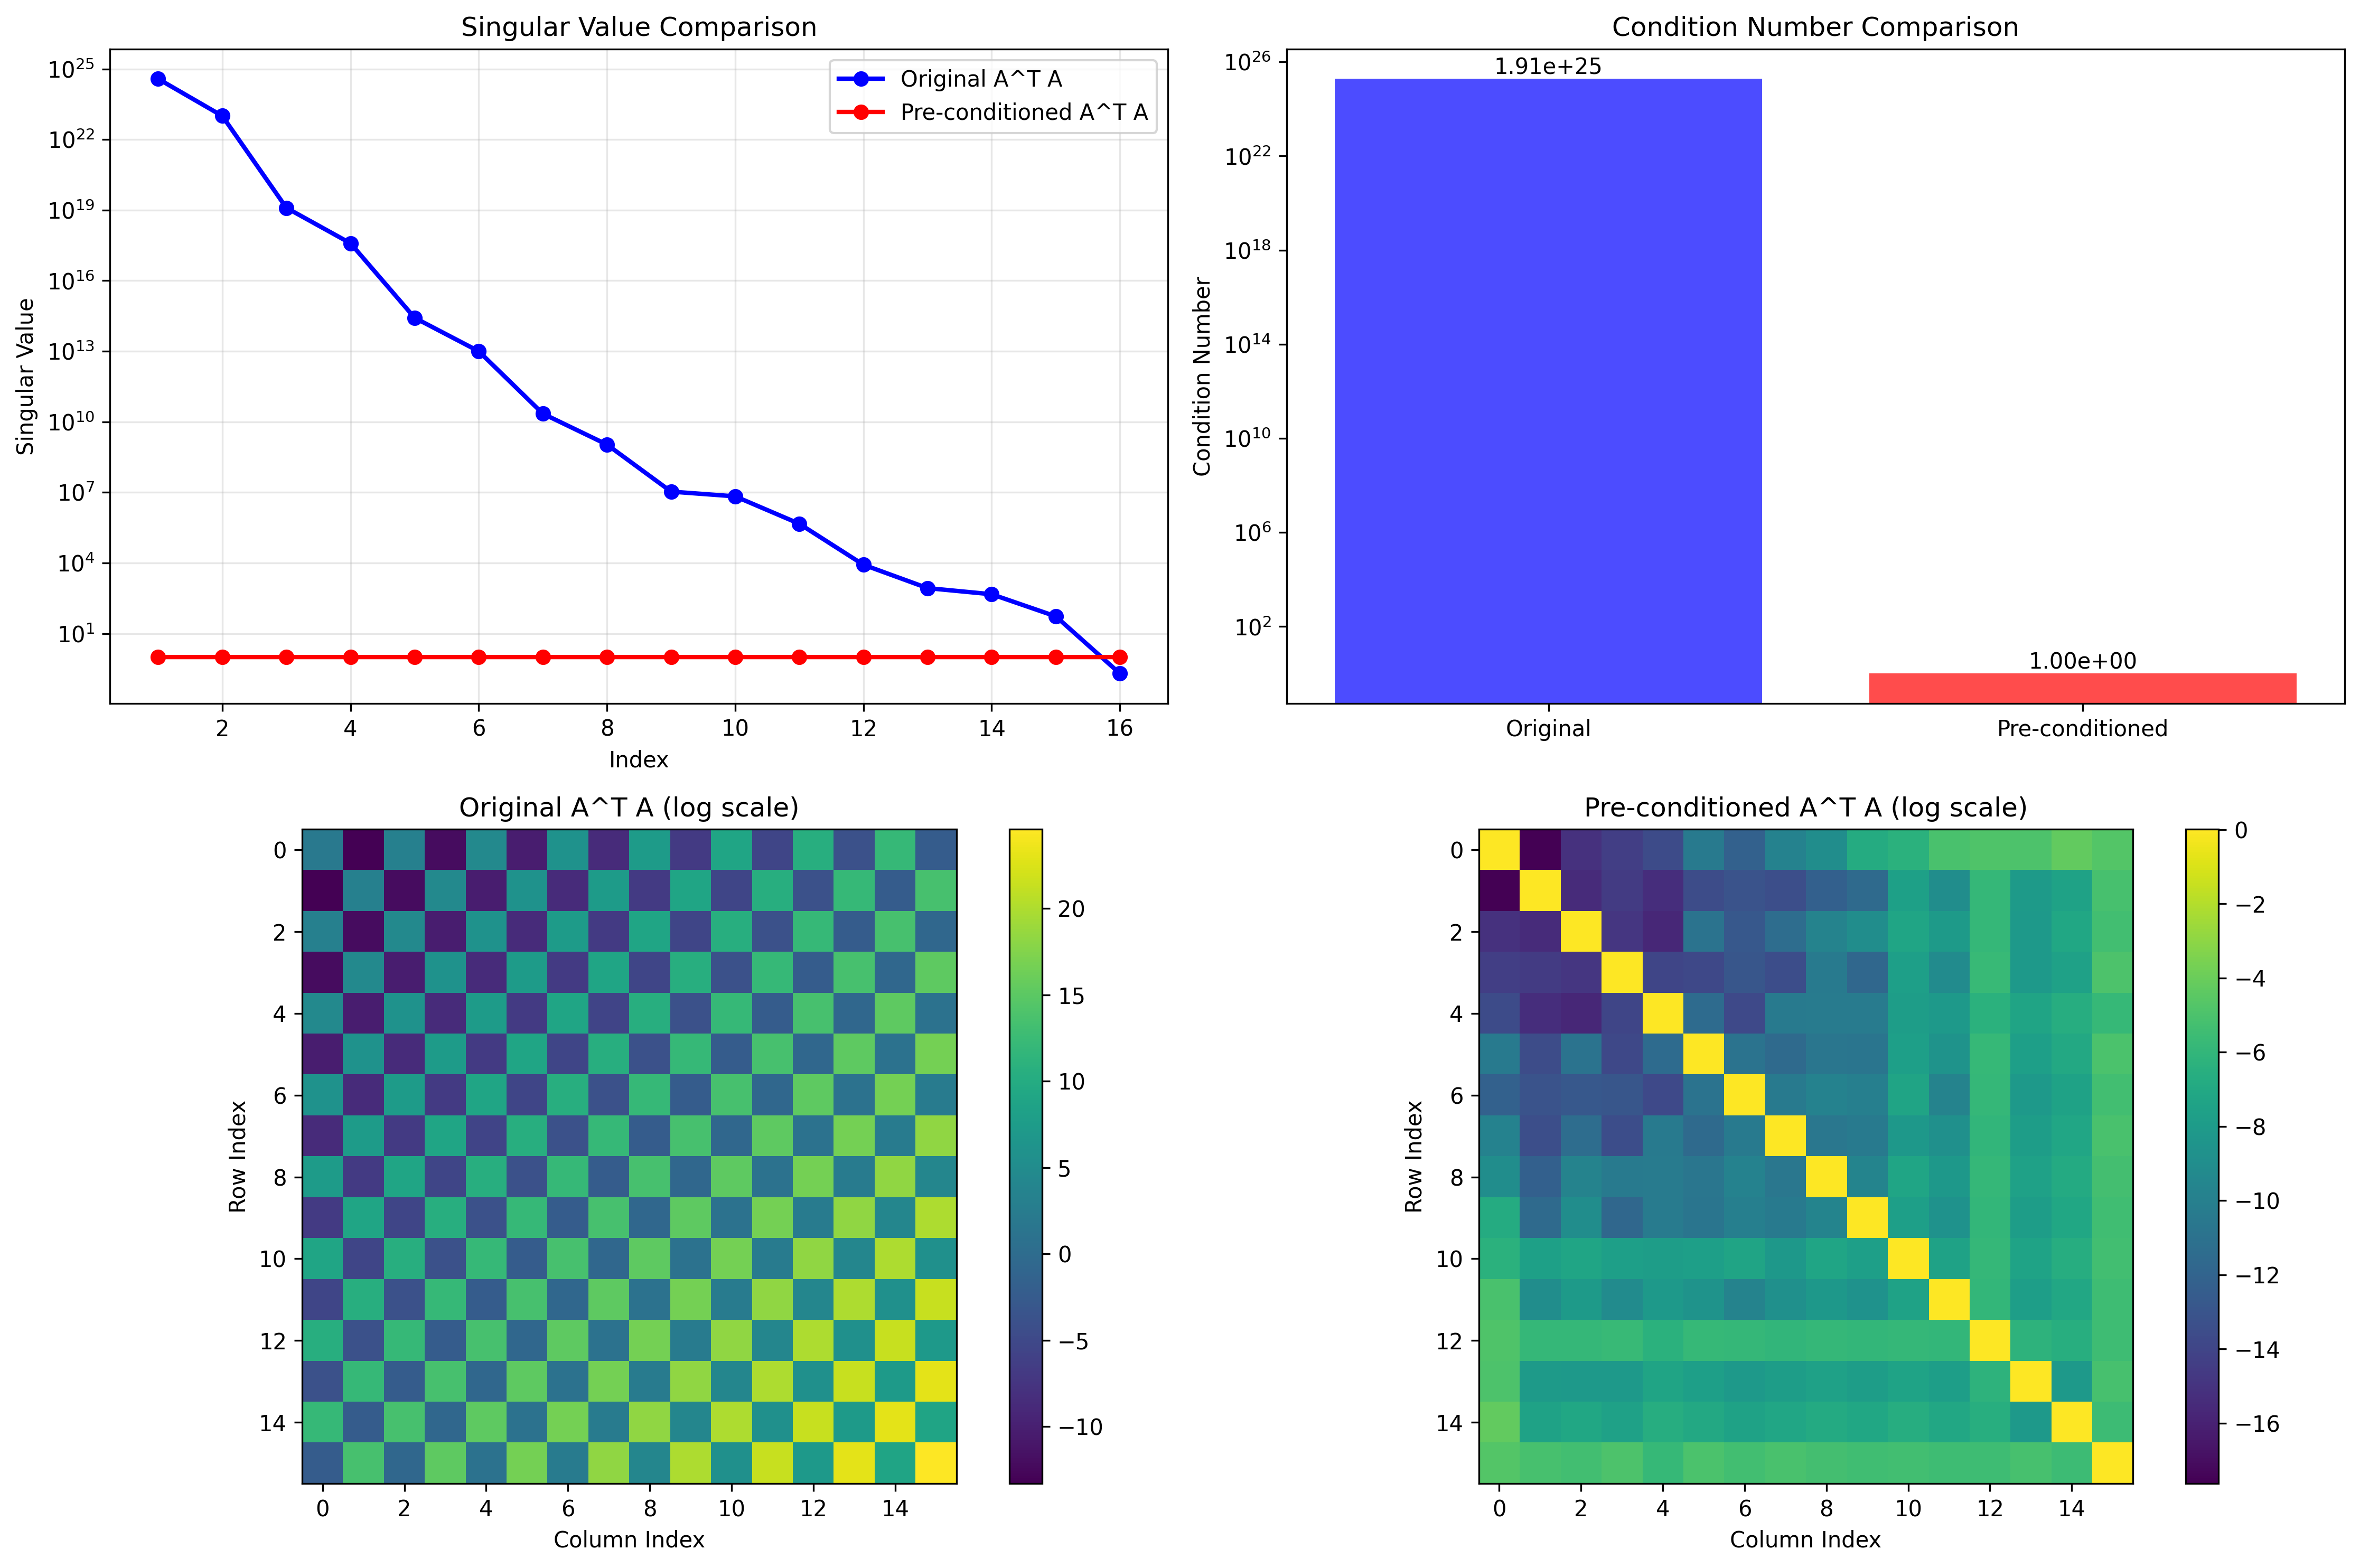 Singular Value Comparison
10^25
10^22
10^19
10^16
10^13
10^10
10^7
10^4
10^1
Singular Value
Original A^T A
Pre-conditioned A^T A
2 4 6 8 10 12 14 16
Index
Condition Number Comparison
10^26
10^22
10^18
10^14
10^10
10^6
10^2
Condition Number
1.91e+25
1.00e+00
Original Pre-conditioned
Original A^T A (log scale)
0
2
4
6
8
10
12
14
Row Index
0 2 4 6 8 10 12 14
Column Index
20
15
10
5
0
−5
−10
Pre-conditioned A^T A (log scale)
0
2
4
6
8
10
12
14
Row Index
0 2 4 6 8 10 12 14
Column Index
0
−2
−4
−6
−8
−10
−12
−14
−16